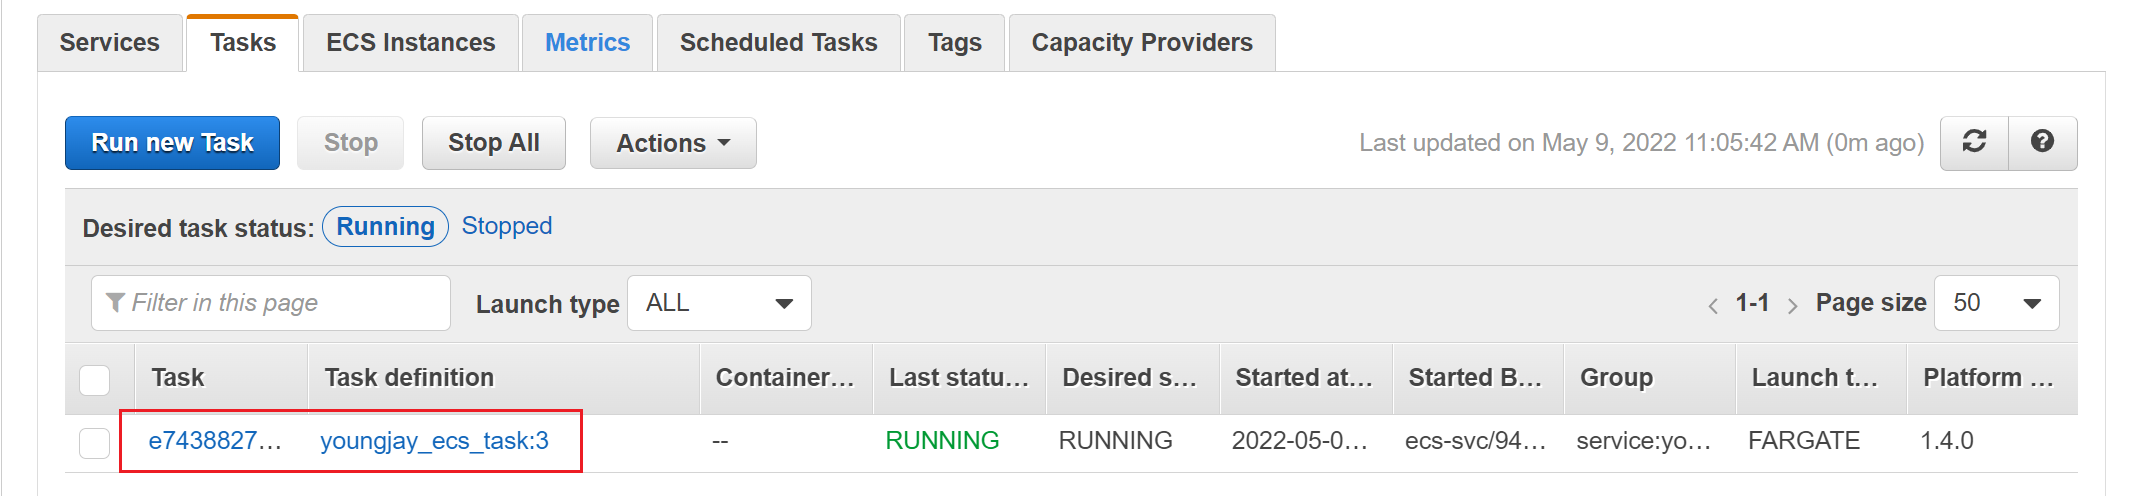 Services Tasks ECS Instances Metrics Scheduled Tasks Tags Capacity Providers
Run new Task Stop Stop All Actions Last updated on May 9, 2022 11:05:42 AM (0m ago)
Desired task status: Running Stopped
Filter in this page Launch type ALL < 1-1 > Page size 50
Task Task definition Container... Last statu... Desired s... Started at... Started B... Group Launch t... Platform ...
e7438827... youngjay_ecs_task:3 -- RUNNING RUNNING 2022-05-0... ecs-svc/94... service:yo... FARGATE 1.4.0